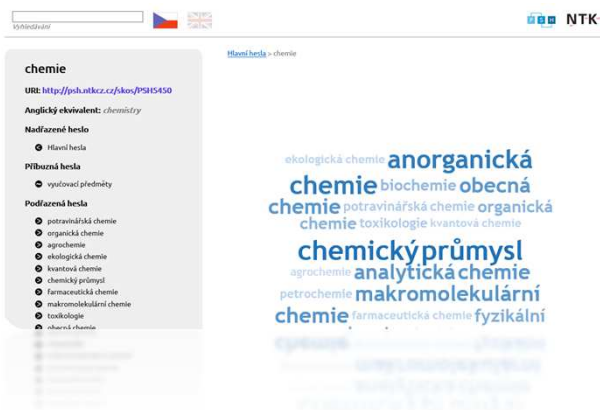 Vyhledávání
PSH NTK
chemie
URI: http://psh.ntkcz.cz/skos/PSH5450
Anglický ekvivalent: chemistry
Nadřazené heslo
Hlavní hesla
Příbuzná hesla
vyučovací předměty
Podřazená hesla
potravinářská chemie
organická chemie
agrochemie
ekologická chemie
kvantová chemie
chemický průmysl
farmaceutická chemie
makromolekulární chemie
toxikologie
obecná chemie
Hlavní hesla > chemie
ekologická chemie anorganická
chemie biochemie obecná
chemie potravinářská chemie organická
chemie toxikologie kvantová chemie
chemický průmysl
agrochemie analytická chemie
petrochemie makromolekulární
chemie farmaceutická chemie fyzikální